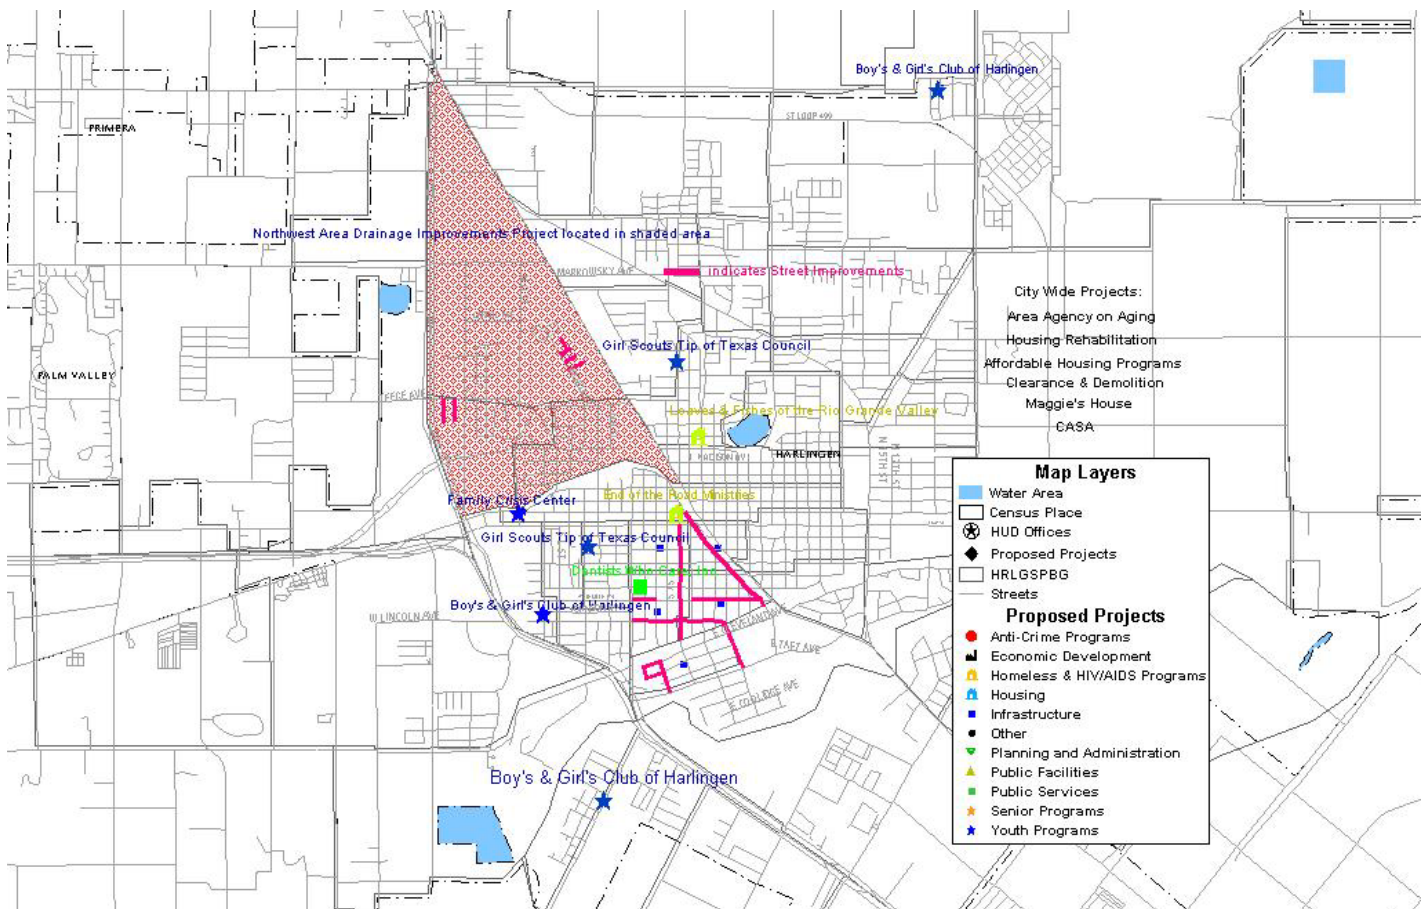 Boy's & Girl's Club of Harlingen
ST LOOP 499
PRIMERA
Northwest Area Drainage Improvements Project located in shaded area
MARKOWSKY AVE
indicates Street Improvements
City Wide Projects:
Area Agency on Aging
Housing Rehabilitation
Affordable Housing Programs
Clearance & Demolition
Maggie's House
CASA
Girl Scouts Tip of Texas Council
PALM VALLEY
Loaves & Fishes of the Rio Grande Valley
HARLINGEN
Map Layers
Water Area
Census Place
HUD Offices
Proposed Projects
HRLGSPBG
Streets
Proposed Projects
Anti-Crime Programs
Economic Development
Homeless & HIV/AIDS Programs
Housing
Infrastructure
Other
Planning and Administration
Public Facilities
Public Services
Senior Programs
Youth Programs
Family Crisis Center
End of the Road Ministries
Girl Scouts Tip of Texas Council
Dentists Who Care, Inc
Boy's & Girl's Club of Harlingen
W LINCOLN AVE
E TAFT AVE
E COOLIDGE AVE
Boy's & Girl's Club of Harlingen